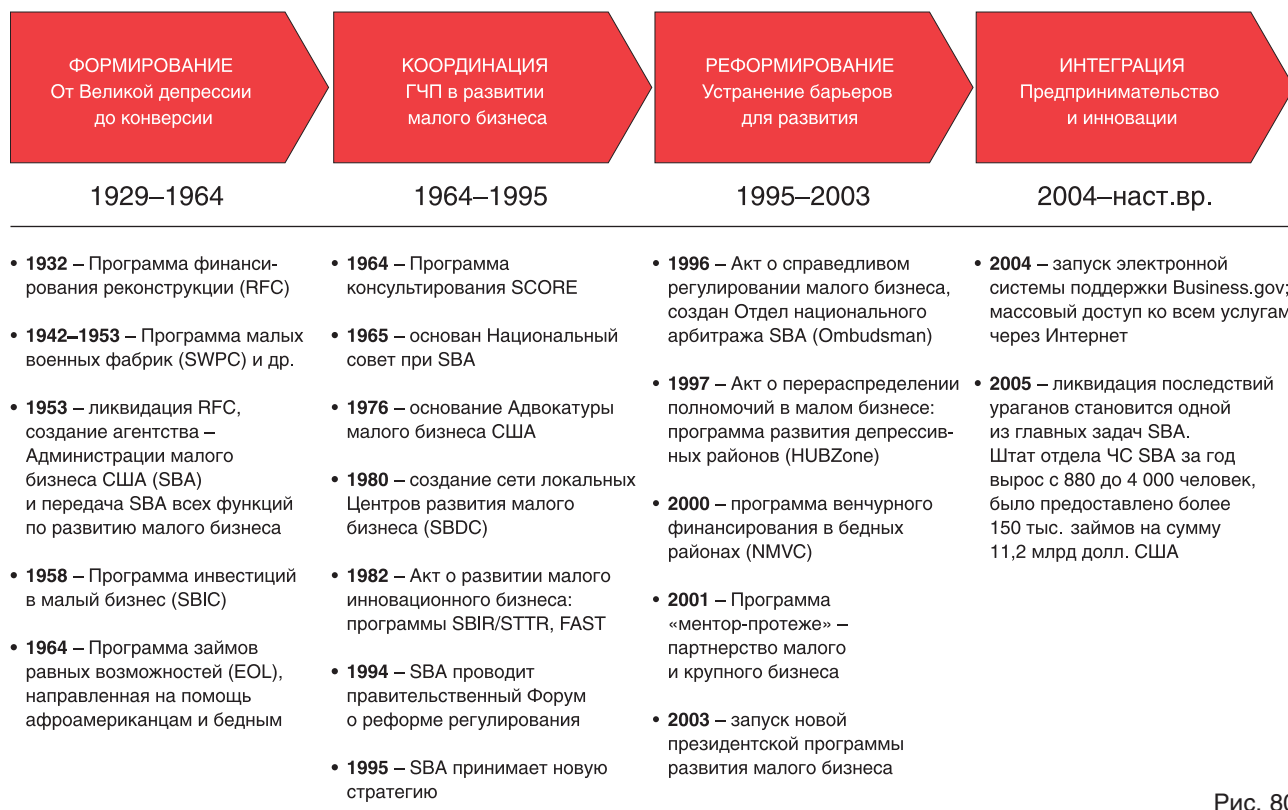 ФОРМИРОВАНИЕ
От Великой депрессии
до конверсии
КООРДИНАЦИЯ
ГЧП в развитии
малого бизнеса
РЕФОРМИРОВАНИЕ
Устранение барьеров
для развития
ИНТЕГРАЦИЯ
Предпринимательство
и инновации
1929–1964
1964–1995
1995–2003
2004–наст.вр.
• 1932 – Программа финанси-
рования реконструкции (RFC)
• 1942–1953 – Программа малых
военных фабрик (SWPC) и др.
• 1953 – ликвидация RFC,
создание агентства –
Администрации малого
бизнеса США (SBA)
и передача SBA всех функций
по развитию малого бизнеса
• 1958 – Программа инвестиций
в малый бизнес (SBIC)
• 1964 – Программа займов
равных возможностей (EOL),
направленная на помощь
афроамериканцам и бедным
• 1964 – Программа
консультирования SCORE
• 1965 – основан Национальный
совет при SBA
• 1976 – основание Адвокатуры
малого бизнеса США
• 1980 – создание сети локальных
Центров развития малого
бизнеса (SBDC)
• 1982 – Акт о развитии малого
инновационного бизнеса:
программы SBIR/STTR, FAST
• 1994 – SBA проводит
правительственный Форум
о реформе регулирования
• 1995 – SBA принимает новую
стратегию
• 1996 – Акт о справедливом
регулировании малого бизнеса,
создан Отдел национального
арбитража SBA (Ombudsman)
• 1997 – Акт о перераспределении
полномочий в малом бизнесе:
программа развития депрессив-
ных районов (HUBZone)
• 2000 – программа венчурного
финансирования в бедных
районах (NMVC)
• 2001 – Программа
«ментор-протеже» –
партнерство малого
и крупного бизнеса
• 2003 – запуск новой
президентской программы
развития малого бизнеса
• 2004 – запуск электронной
системы поддержки Business.gov;
массовый доступ ко всем услугам
через Интернет
• 2005 – ликвидация последствий
ураганов становится одной
из главных задач SBA.
Штат отдела ЧС SBA за год
вырос с 880 до 4 000 человек,
было предоставлено более
150 тыс. займов на сумму
11,2 млрд долл. США
Рис.